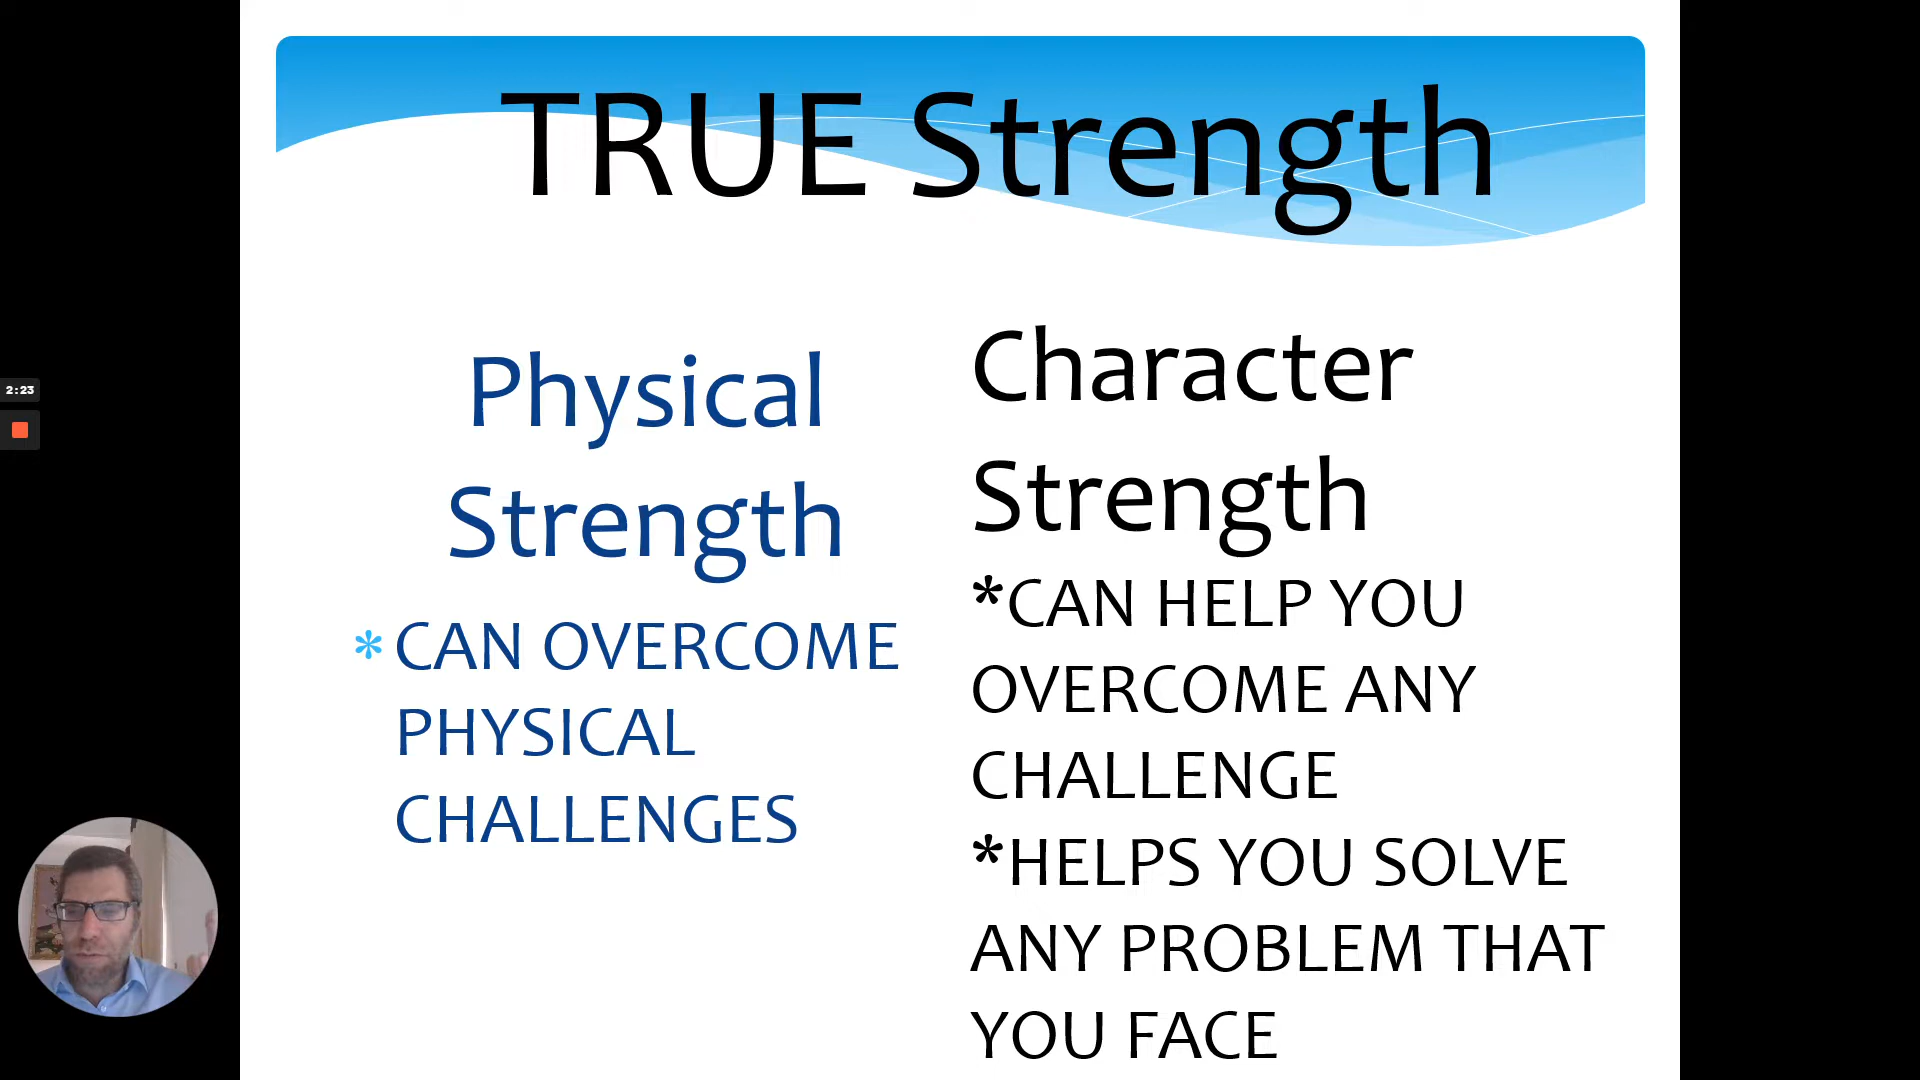 TRUE Strength
Physical
Strength
* CAN OVERCOME
PHYSICAL
CHALLENGES
Character
Strength
*CAN HELP YOU
OVERCOME ANY
CHALLENGE
*HELPS YOU SOLVE
ANY PROBLEM THAT
YOU FACE
2:23